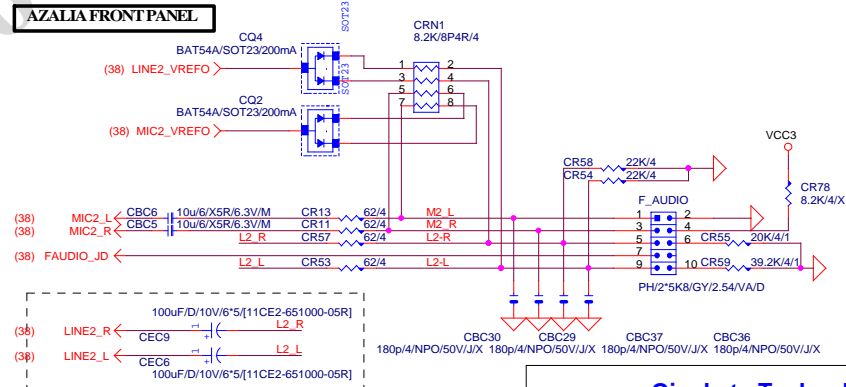 AZALIA FRONT PANEL
SOT23
CQ4
BAT54A/SOT23/200mA
(38) LINE2_VREFO
CRN1
8.2K/8P4R/4
1 2
3 4
5 6
7 8
SOT23
CQ2
BAT54A/SOT23/200mA
(38) MIC2_VREFO
VCC3
CR58 22K/4
CR54 22K/4
CR78
8.2K/4/X
F_AUDIO
(38) MIC2_L CBC6 10u/6/X5R/6.3V/M CR13 62/4 M2_L 1 2
(38) MIC2_R CBC5 10u/6/X5R/6.3V/M CR11 62/4 M2_R 3 4
L2_R CR57 62/4 L2-R 5 6 CR55 20K/4/1
(38) FAUDIO_JD 7
L2_L CR53 62/4 L2-L 9 10 CR59 39.2K/4/1
PH/2*5K8/GY/2.54/VA/D
100uF/D/10V/6*5/[11CE2-651000-05R]
(38) LINE2_R 1 + L2_R
CEC9
(38) LINE2_L 1 + L2_L
CEC6
100uF/D/10V/6*5/[11CE2-651000-05R]
CBC30 CBC29 CBC37 CBC36
180p/4/NPO/50V/J/X 180p/4/NPO/50V/J/X 180p/4/NPO/50V/J/X 180p/4/NPO/50V/J/X